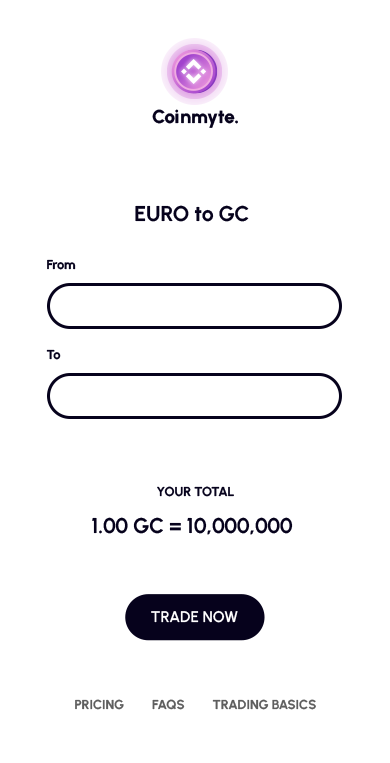 Coinmyte.
EURO to GC
From
To
YOUR TOTAL
1.00 GC = 10,000,000
TRADE NOW
PRICING FAQS TRADING BASICS